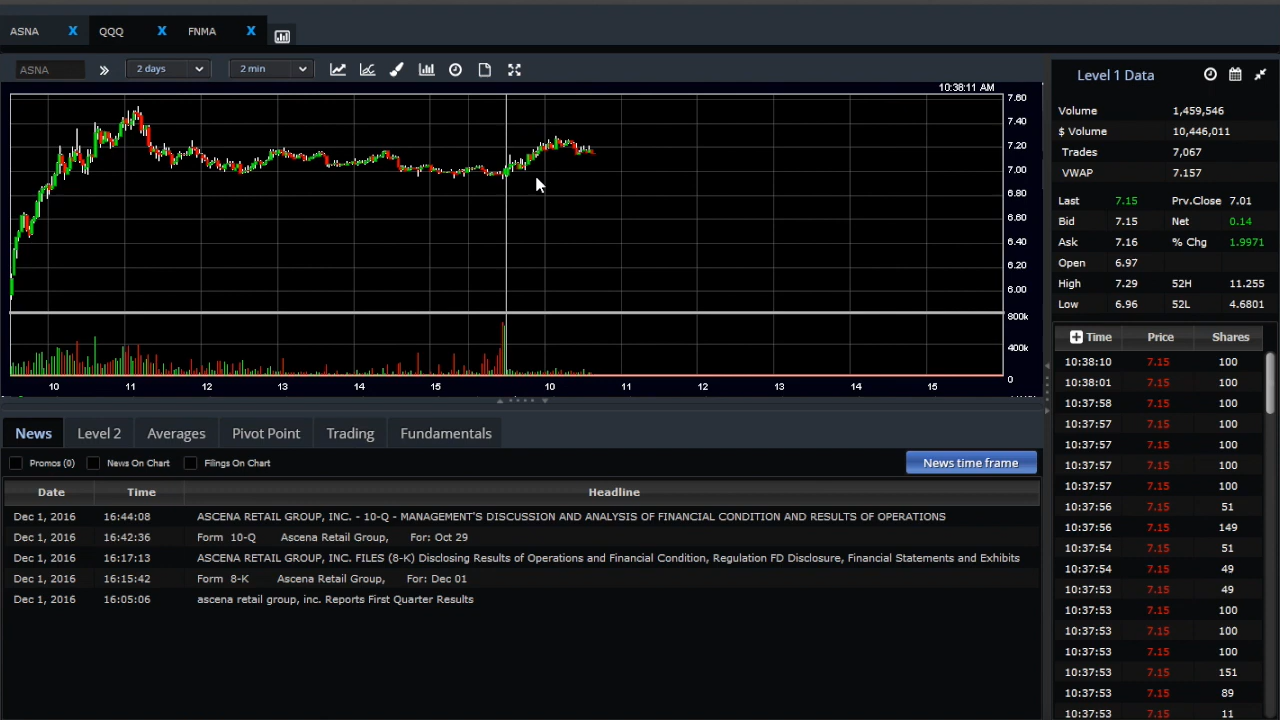 ASNA X QQQ X FNMA X
ASNA » 2 days 2 min
10:38:11 AM
7.60
7.40
7.20
7.00
6.80
6.60
6.40
6.20
6.00
800k
400k
0
10 11 12 13 14 15 10 11 12 13 14 15
Level 1 Data
Volume 1,459,546
$ Volume 10,446,011
Trades 7,067
VWAP 7.157
Last 7.15 Prv.Close 7.01
Bid 7.15 Net 0.14
Ask 7.16 % Chg 1.9971
Open 6.97
High 7.29 52H 11.255
Low 6.96 52L 4.6801
Time Price Shares
10:38:10 7.15 100
10:38:01 7.15 100
10:37:58 7.15 100
10:37:57 7.15 100
10:37:57 7.15 100
10:37:57 7.15 100
10:37:57 7.15 100
10:37:56 7.15 51
10:37:56 7.15 149
10:37:54 7.15 51
10:37:54 7.15 49
10:37:53 7.15 49
10:37:53 7.15 100
10:37:53 7.15 100
10:37:53 7.15 100
10:37:53 7.15 151
10:37:53 7.15 89
10:37:53 7.15 11
News Level 2 Averages Pivot Point Trading Fundamentals
Promos (0) News On Chart Filings On Chart News time frame
Date Time Headline
Dec 1, 2016 16:44:08 ASCENA RETAIL GROUP, INC. - 10-Q - MANAGEMENT'S DISCUSSION AND ANALYSIS OF FINANCIAL CONDITION AND RESULTS OF OPERATIONS
Dec 1, 2016 16:42:36 Form 10-Q Ascena Retail Group, For: Oct 29
Dec 1, 2016 16:17:13 ASCENA RETAIL GROUP, INC. FILES (8-K) Disclosing Results of Operations and Financial Condition, Regulation FD Disclosure, Financial Statements and Exhibits
Dec 1, 2016 16:15:42 Form 8-K Ascena Retail Group, For: Dec 01
Dec 1, 2016 16:05:06 ascena retail group, inc. Reports First Quarter Results